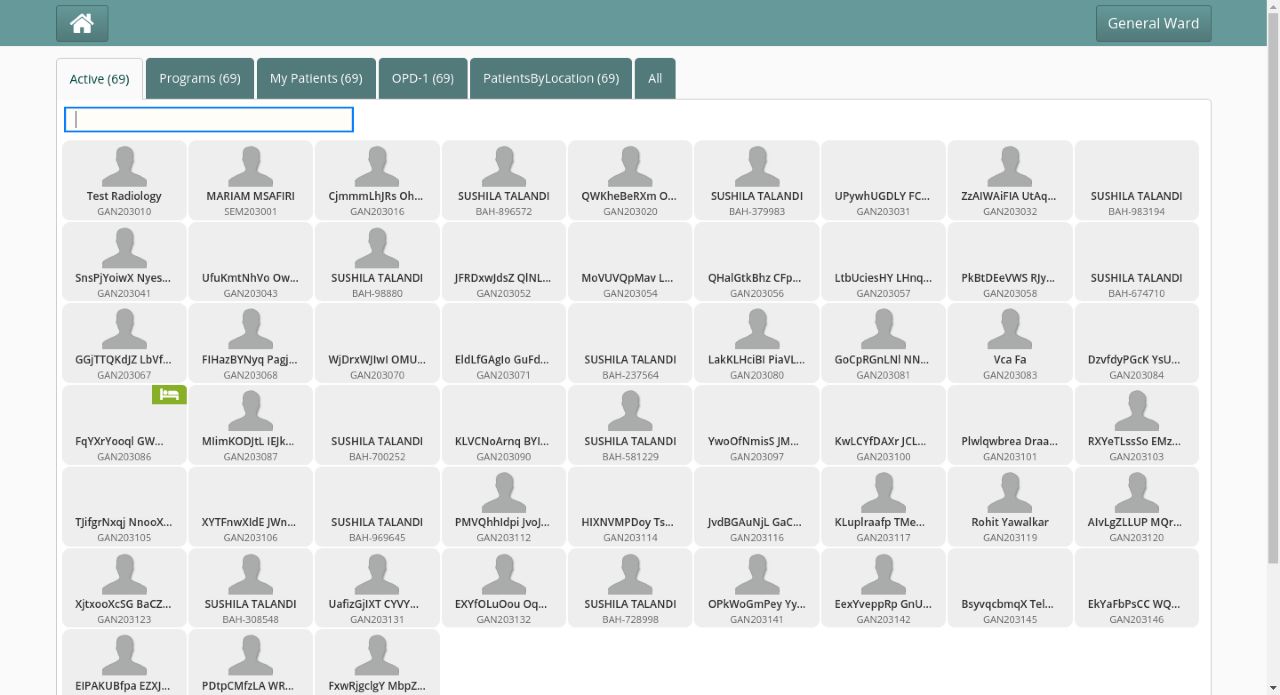 General Ward
Active (69) Programs (69) My Patients (69) OPD-1 (69) PatientsByLocation (69) All
Test Radiology MARIAM MSAFIRI CjmmmLhJRs Oh... SUSHILA TALANDI QWKheBeRXm O... SUSHILA TALANDI UPywhUGDLY FC... ZzAIWAiFIA UtAq... SUSHILA TALANDI
GAN203010 SEM203001 GAN203016 BAH-896572 GAN203020 BAH-379983 GAN203031 GAN203032 BAH-983194
SnsPjYoiwX Nyes... UfuKmtNhVo Ow... SUSHILA TALANDI JFRDxwJdsZ QlNL... MoVUVQpMav L... QHalGtkBhz CFp... LtbUciesHY LHnq... PkBtDEeVWS RJy... SUSHILA TALANDI
GAN203041 GAN203043 BAH-98880 GAN203052 GAN203054 GAN203056 GAN203057 GAN203058 BAH-674710
GGjTTQKdJZ LbVf... FIHazBYNyq Pagj... WjDrxWJIwI OMU... EldLfGAgIo GuFd... SUSHILA TALANDI LakKLHciBI PiaVL... GoCpRGnLNl NN... Vca Fa DzvfdyPGcK YsU...
GAN203067 GAN203068 GAN203070 GAN203071 BAH-237564 GAN203080 GAN203081 GAN203083 GAN203084
FqYXrYooql GW... MlimKODJtL IEJk... SUSHILA TALANDI KLVCNoArnq BYI... SUSHILA TALANDI YwoOfNmisS JM... KwLCYfDAXr JCL... Plwlqwbrea Draa... RXYeTLssSo EMz...
GAN203086 GAN203087 BAH-700252 GAN203090 BAH-581229 GAN203097 GAN203100 GAN203101 GAN203103
TJifgrNxqj NnooX... XYTFnwXIdE JWn... SUSHILA TALANDI PMVQhhIdpi JvoJ... HIXNVMPDoy Ts... JvdBGAuNjL GaC... KLuplraafp TMe... Rohit Yawalkar AIvLgZLLUP MQr...
GAN203105 GAN203106 BAH-969645 GAN203112 GAN203114 GAN203116 GAN203117 GAN203119 GAN203120
XjtxooXcSG BaCZ... SUSHILA TALANDI UafizGjIXT CYVY... EXYfOLuOou Oq... SUSHILA TALANDI OPkWoGmPey Yy... EexYveppRp GnU... BsyvqcbmqX Tel... EkYaFbPsCC WQ...
GAN203123 BAH-308548 GAN203131 GAN203132 BAH-728998 GAN203141 GAN203142 GAN203145 GAN203146
EIPAKUBfpa EZXJ... PDtpCMfzLA WR... FxwRjgclgY MbpZ...